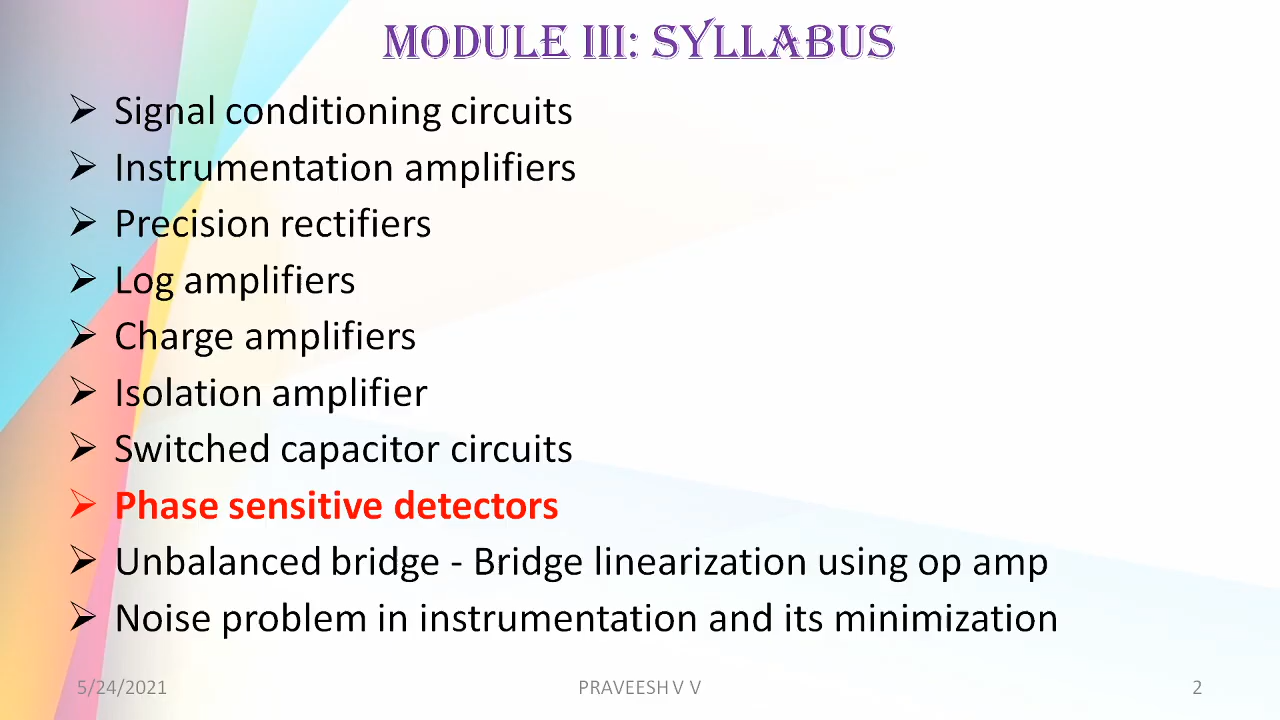 MODULE III: SYLLABUS
➢ Signal conditioning circuits
➢ Instrumentation amplifiers
➢ Precision rectifiers
➢ Log amplifiers
➢ Charge amplifiers
➢ Isolation amplifier
➢ Switched capacitor circuits
➢ Phase sensitive detectors
➢ Unbalanced bridge - Bridge linearization using op amp
➢ Noise problem in instrumentation and its minimization
5/24/2021 PRAVEESH V V 2